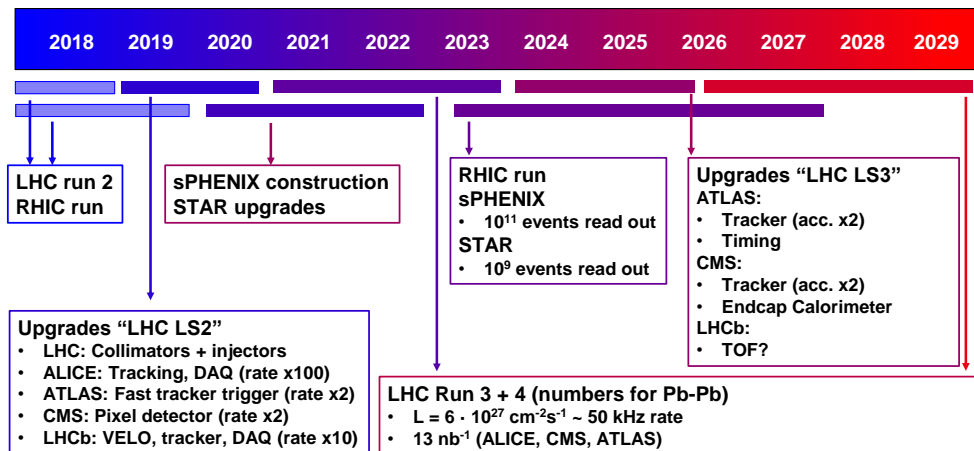 2018 2019 2020 2021 2022 2023 2024 2025 2026 2027 2028 2029
LHC run 2
RHIC run
sPHENIX construction
STAR upgrades
RHIC run
sPHENIX
• 10¹¹ events read out
STAR
• 10⁹ events read out
Upgrades “LHC LS3”
ATLAS:
• Tracker (acc. x2)
• Timing
CMS:
• Tracker (acc. x2)
• Endcap Calorimeter
LHCb:
• TOF?
Upgrades “LHC LS2”
• LHC: Collimators + injectors
• ALICE: Tracking, DAQ (rate x100)
• ATLAS: Fast tracker trigger (rate x2)
• CMS: Pixel detector (rate x2)
• LHCb: VELO, tracker, DAQ (rate x10)
LHC Run 3 + 4 (numbers for Pb-Pb)
• L = 6 · 10²⁷ cm⁻²s⁻¹ ~ 50 kHz rate
• 13 nb⁻¹ (ALICE, CMS, ATLAS)